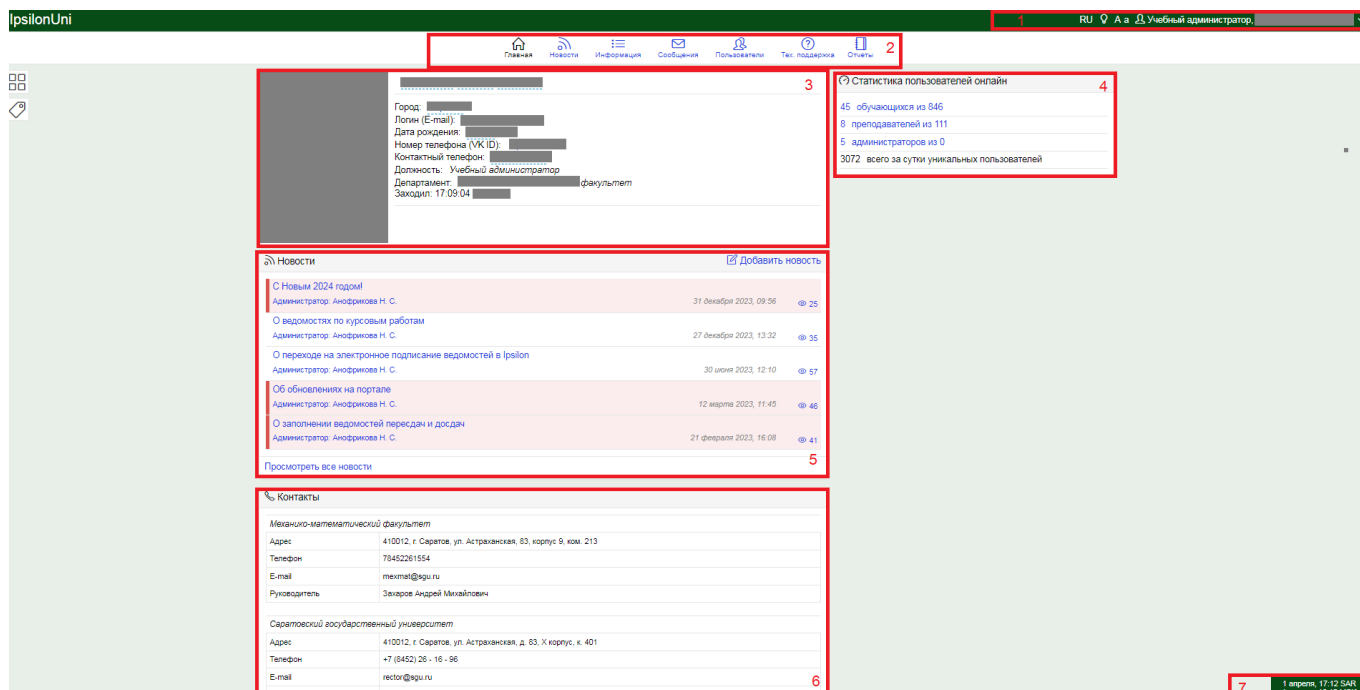 IpsilonUni
1 RU A a Учебный администратор,
Главная Новости Информация Сообщения Пользователи Тех. поддержка Отчеты 2
3
Город:
Логин (E-mail):
Дата рождения:
Номер телефона (VK ID):
Контактный телефон:
Должность: Учебный администратор
Департамент: факультет
Заходил: 17:09:04
Статистика пользователей онлайн 4
45 обучающихся из 846
8 преподавателей из 111
5 администраторов из 0
3072 всего за сутки уникальных пользователей
Новости Добавить новость
С Новым 2024 годом!
Администратор: Анофрикова Н. С. 31 декабря 2023, 09:56 25
О ведомостях по курсовым работам
Администратор: Анофрикова Н. С. 27 декабря 2023, 13:32 35
О переходе на электронное подписание ведомостей в Ipsilon
Администратор: Анофрикова Н. С. 30 июня 2023, 12:10 57
Об обновлениях на портале
Администратор: Анофрикова Н. С. 12 марта 2023, 11:45 46
О заполнении ведомостей пересдач и досдач
Администратор: Анофрикова Н. С. 21 февраля 2023, 16:08 41
Просмотреть все новости 5
Контакты
Механико-математический факультет
Адрес 410012, г. Саратов, ул. Астраханская, 83, корпус 9, ком. 213
Телефон 78452261554
E-mail mexmat@sgu.ru
Руководитель Захаров Андрей Михайлович
Саратовский государственный университет
Адрес 410012, г. Саратов, ул. Астраханская, д. 83, X корпус, к. 401
Телефон +7 (8452) 26 - 16 - 96
E-mail rector@sgu.ru 6
7 1 апреля, 17:12 SAR